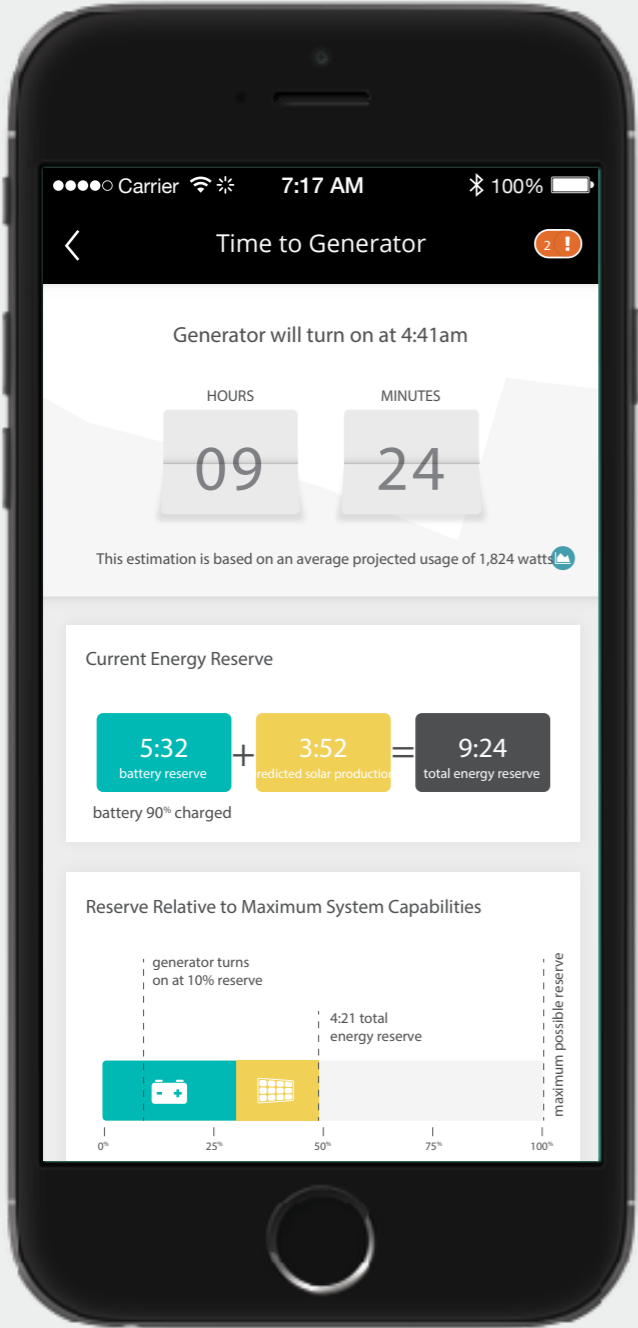 Carrier 7:17 AM 100%
Time to Generator 2 !
Generator will turn on at 4:41am
HOURS MINUTES
09 24
This estimation is based on an average projected usage of 1,824 watts
Current Energy Reserve
5:32 + 3:52 = 9:24
battery reserve redicted solar production total energy reserve
battery 90% charged
Reserve Relative to Maximum System Capabilities
generator turns
on at 10% reserve
4:21 total
energy reserve
maximum possible reserve
0% 25% 50% 75% 100%